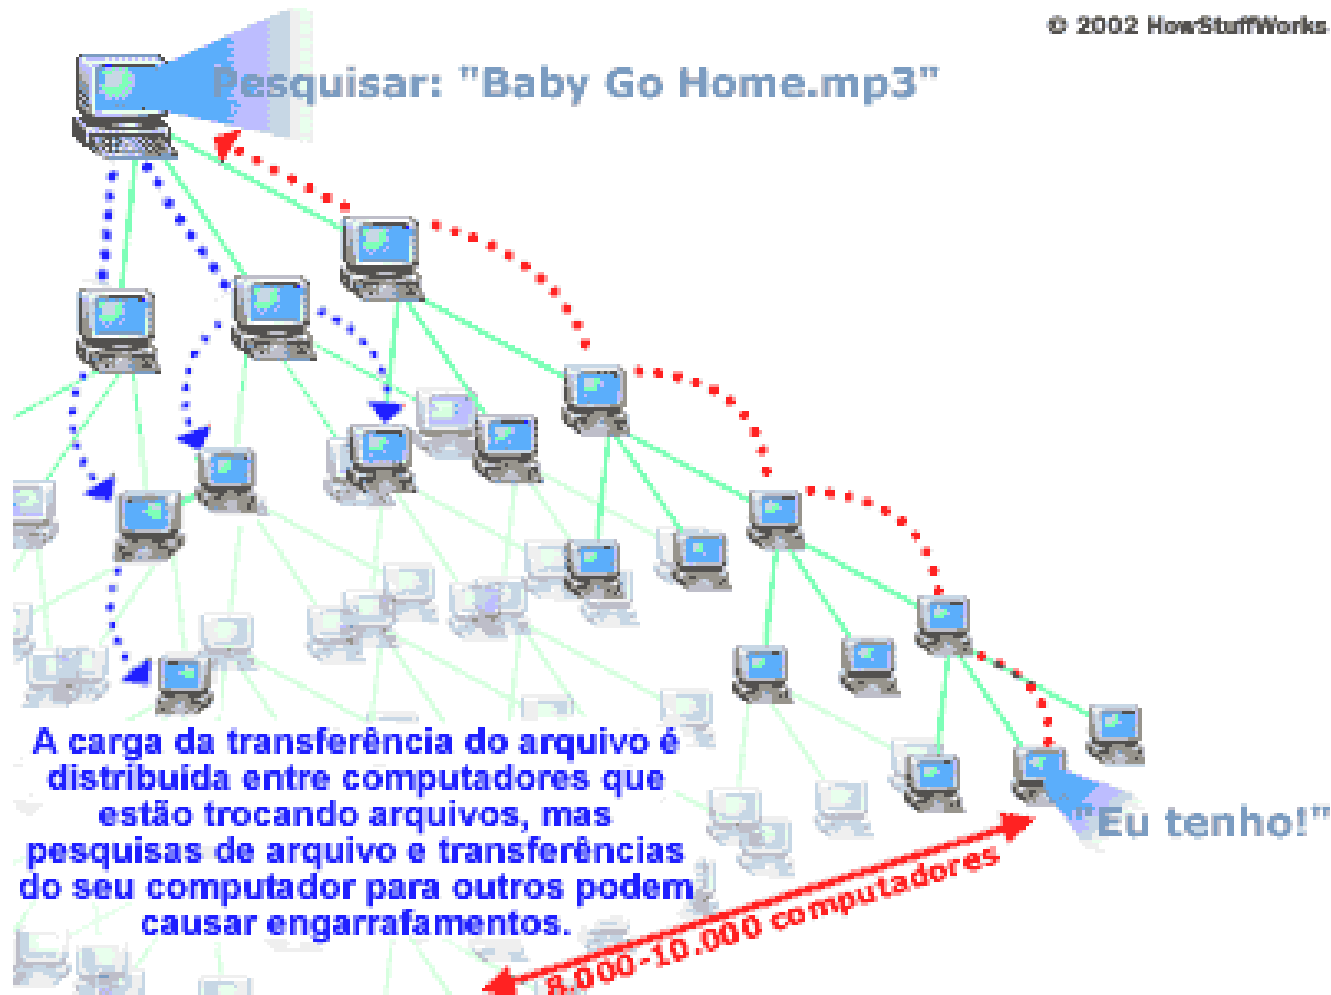 © 2002 HowStuffWorks
Pesquisar: "Baby Go Home.mp3"
A carga da transferência do arquivo é
distribuída entre computadores que
estão trocando arquivos, mas
pesquisas de arquivo e transferências
do seu computador para outros podem
causar engarrafamentos.
"Eu tenho!"
8.000-10.000 computadores